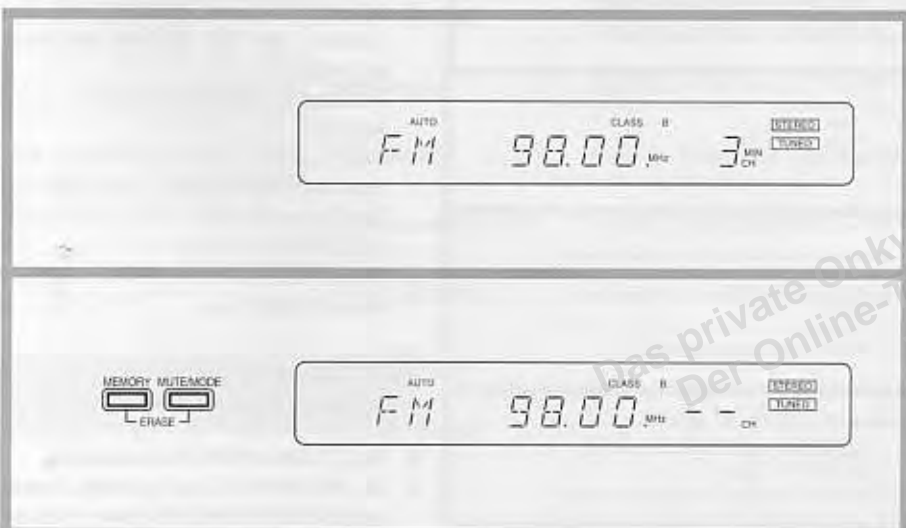 AUTO CLASS B STEREO
FM 98.00 MHz 3 MIN CH TUNED
MEMORY MUTE/MODE
ERASE
AUTO CLASS B STEREO
FM 98.00 MHz -- CH TUNED
Das private Onky
Der Online-